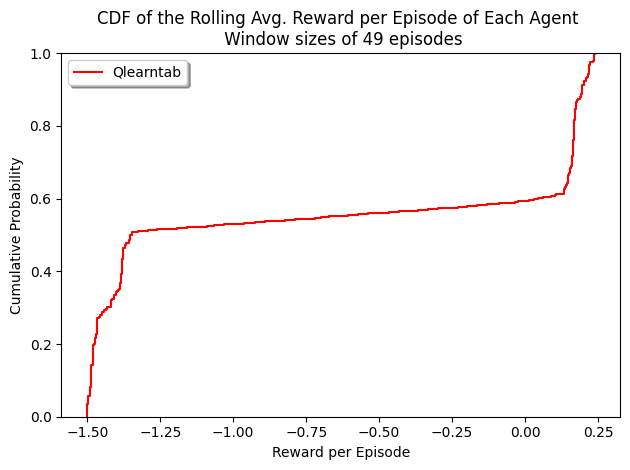 CDF of the Rolling Avg. Reward per Episode of Each Agent
Window sizes of 49 episodes
Qlearntab
Cumulative Probability
1.0
0.8
0.6
0.4
0.2
0.0
−1.50 −1.25 −1.00 −0.75 −0.50 −0.25 0.00 0.25
Reward per Episode